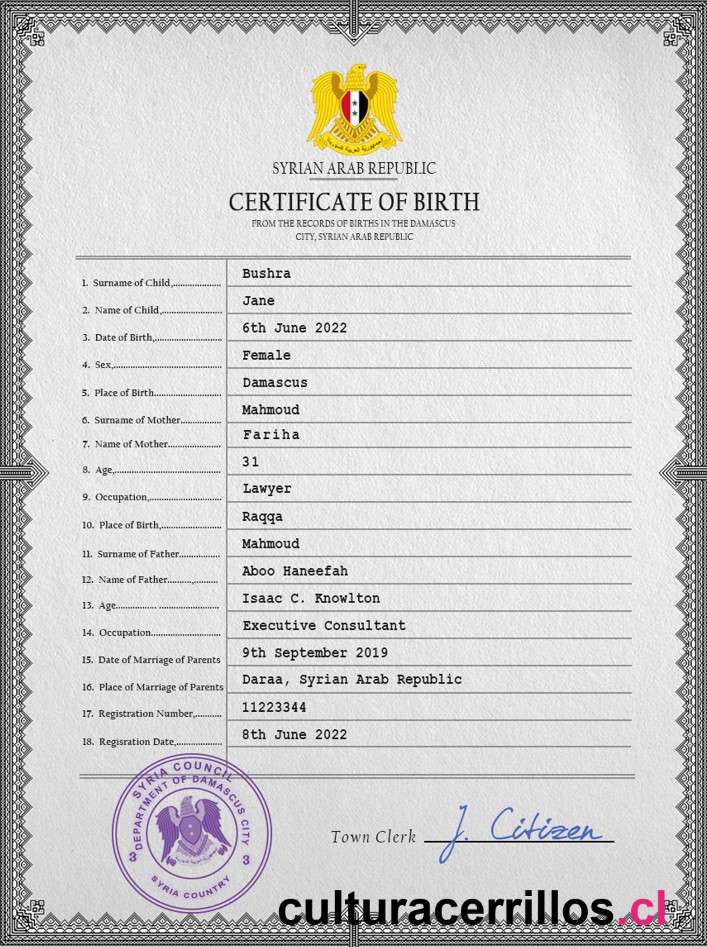 الجمهورية العربية السورية
SYRIAN ARAB REPUBLIC
CERTIFICATE OF BIRTH
FROM THE RECORDS OF BIRTHS IN THE DAMASCUS
CITY, SYRIAN ARAB REPUBLIC
1. Surname of Child,.................... Bushra
2. Name of Child,....................... Jane
3. Date of Birth,.......................... 6th June 2022
4. Sex,......................................... Female
5. Place of Birth.......................... Damascus
6. Surname of Mother............... Mahmoud
7. Name of Mother.................... Fariha
8. Age,........................................ 31
9. Occupation,........................... Lawyer
10. Place of Birth,....................... Raqqa
11. Surname of Father................ Mahmoud
12. Name of Father..........,......... Aboo Haneefah
13. Age............... ...................... Isaac C. Knowlton
14. Occupation.......................... Executive Consultant
15. Date of Marriage of Parents 9th September 2019
16. Place of Marriage of Parents Daraa, Syrian Arab Republic
17. Registration Number,.......... 11223344
18. Regisration Date,................. 8th June 2022
SYRIA COUNCIL
DEPARTMENT OF DAMASCUS CITY
3 3
SYRIA COUNTRY
Town Clerk J. Citizen
culturacerrillos.cl